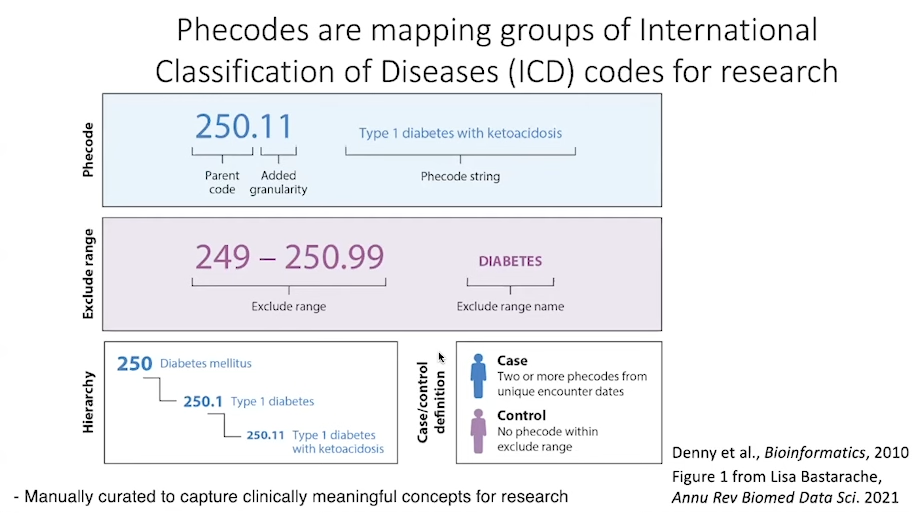 Phecodes are mapping groups of International
Classification of Diseases (ICD) codes for research
Phecode
250.11
Type 1 diabetes with ketoacidosis
Parent
code
Added
granularity
Phecode string
Exclude range
249 – 250.99
DIABETES
Exclude range
Exclude range name
Hierarchy
250 Diabetes mellitus
250.1 Type 1 diabetes
250.11 Type 1 diabetes
with ketoacidosis
Case/control
definition
Case
Two or more phecodes from
unique encounter dates
Control
No phecode within
exclude range
Denny et al., Bioinformatics, 2010
Figure 1 from Lisa Bastarache,
Annu Rev Biomed Data Sci. 2021
- Manually curated to capture clinically meaningful concepts for research